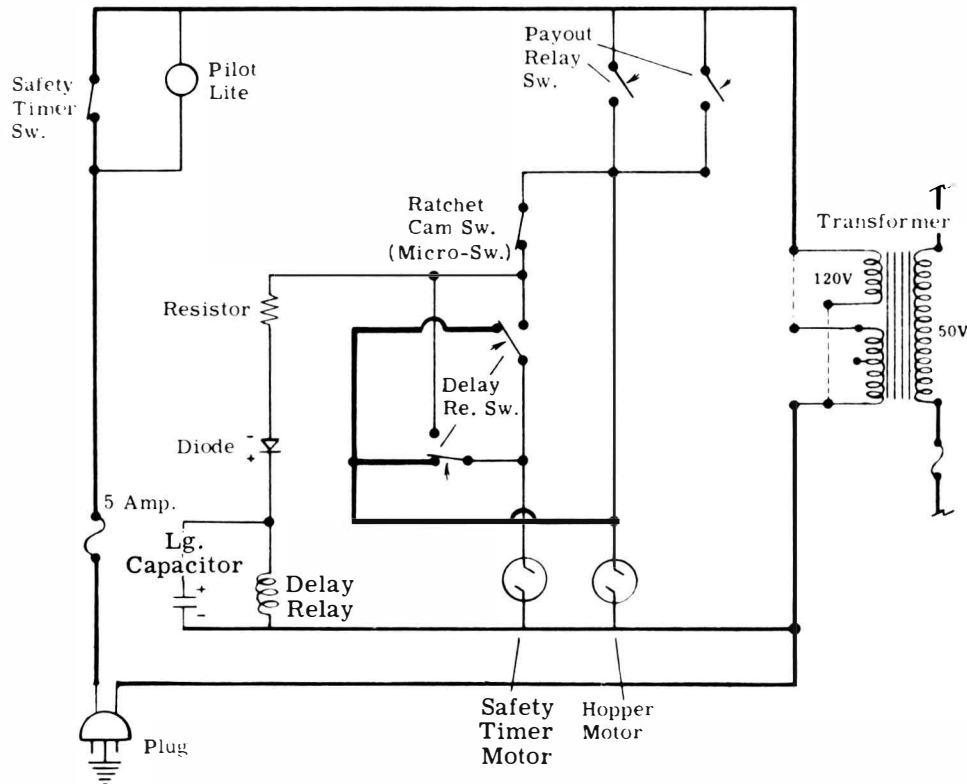 Payout
Relay
Sw.
Pilot
Lite
Safety
Timer
Sw.
Ratchet
Cam Sw.
(Micro-Sw.)
Transformer
120V
50V
Resistor
Delay
Re. Sw.
Diode
-
+
5 Amp.
Lg.
Capacitor
+
-
Delay
Relay
Safety
Timer
Motor
Hopper
Motor
Plug